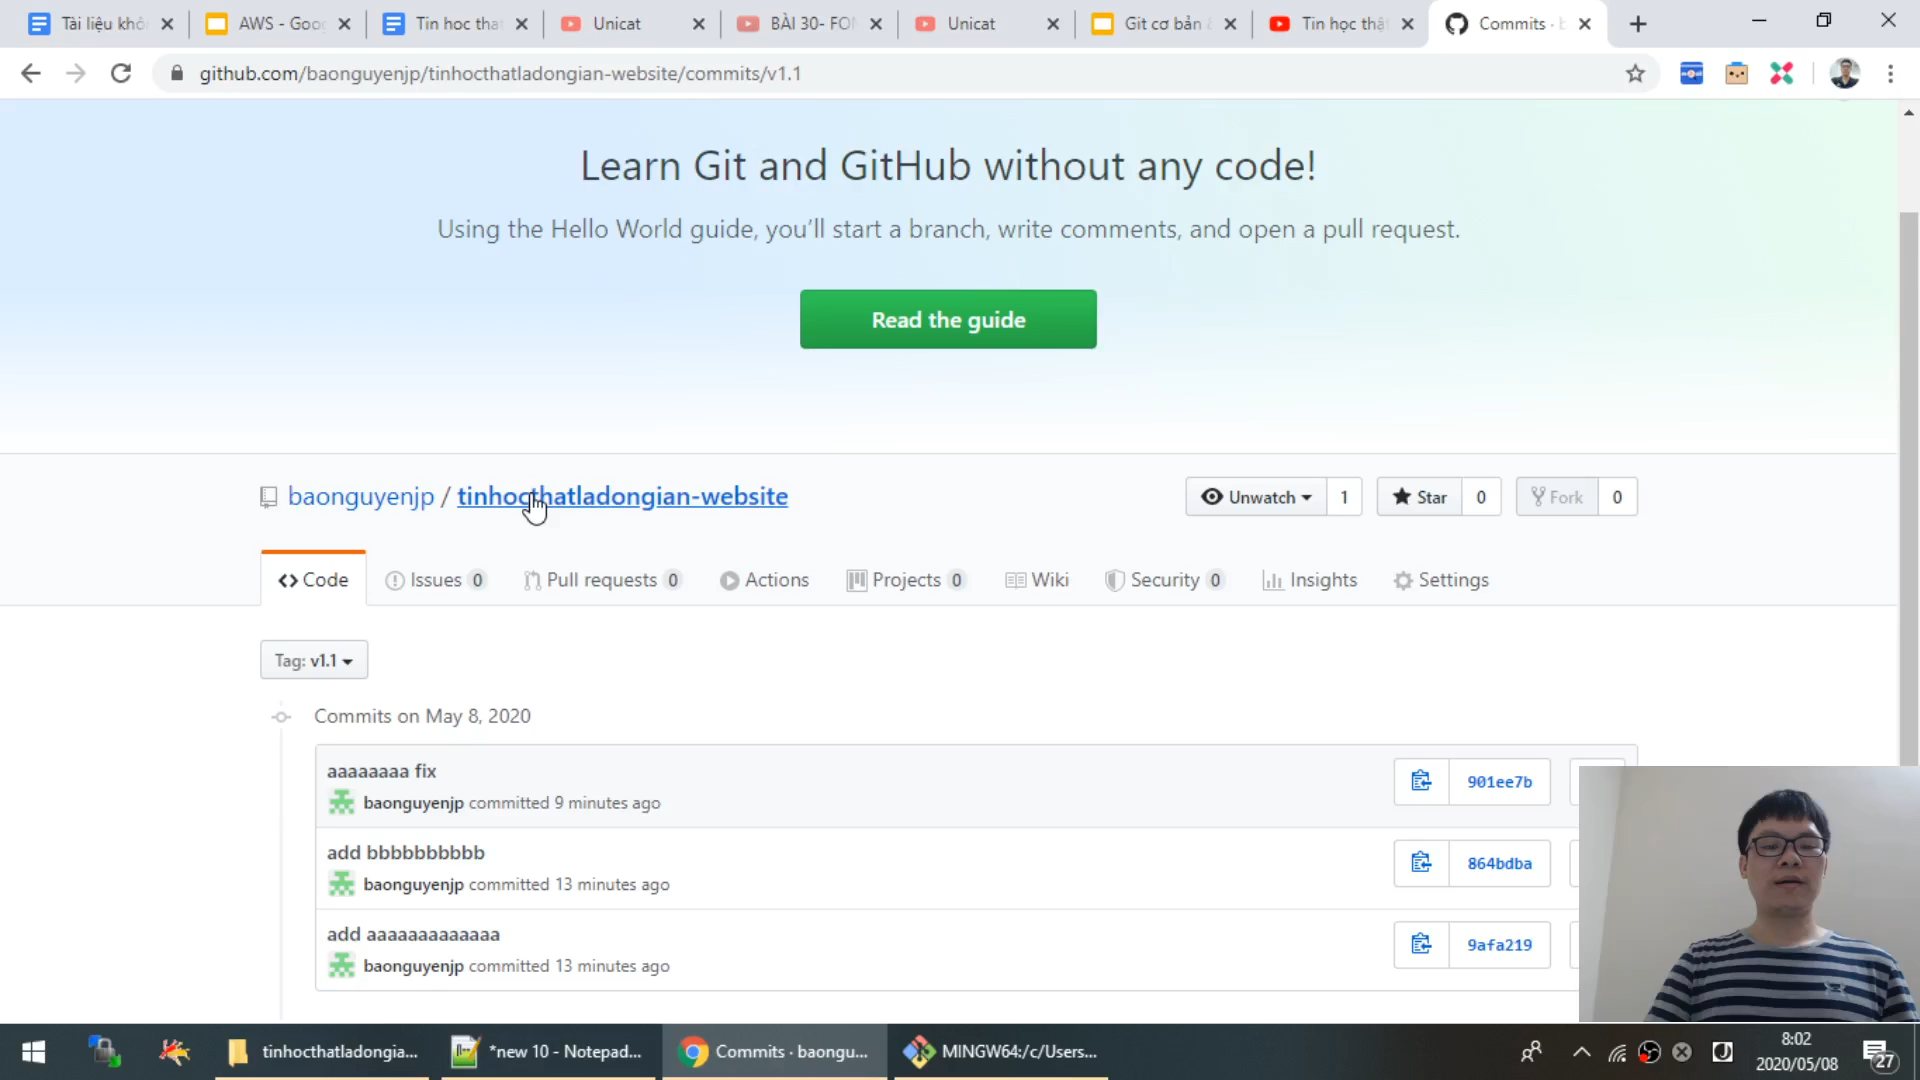 Tài liệu khô
AWS - Goog
Tin hoc that
Unicat
BÀI 30- FO
Unicat
Git cơ bản
Tin học thậ
Commits · b
github.com/baonguyenjp/tinhocthatladongian-website/commits/v1.1
Learn Git and GitHub without any code!
Using the Hello World guide, you'll start a branch, write comments, and open a pull request.
Read the guide
baonguyenjp / tinhocthatladongian-website
Unwatch 1
Star 0
Fork 0
Code
Issues 0
Pull requests 0
Actions
Projects 0
Wiki
Security 0
Insights
Settings
Tag: v1.1
Commits on May 8, 2020
aaaaaaaa fix
901ee7b
baonguyenjp committed 9 minutes ago
add bbbbbbbbbb
864bdba
baonguyenjp committed 13 minutes ago
add aaaaaaaaaaaaa
9afa219
baonguyenjp committed 13 minutes ago
tinhocthatladongia...
*new 10 - Notepad...
Commits · baongu...
MINGW64:/c/Users...
8:02
2020/05/08
27